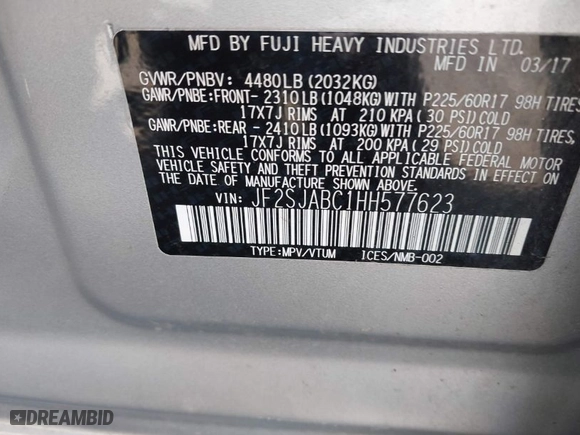 MFD BY FUJI HEAVY INDUSTRIES LTD.
MFD IN 03/17
GVWR/PNBV: 4480LB(2032KG)
GAWR/PNBE:FRONT-2310LB(1048KG)WITH P225/60R17 98H TIRES,
17X7J RIMS AT 210 KPA(30 PSI)COLD
GAWR/PNBE:REAR -2410LB(1093KG)WITH P225/60R17 98H TIRES,
17X7J RIMS AT 200 KPA(29 PSI)COLD
THIS VEHICLE CONFORMS TO ALL APPLICABLE FEDERAL MOTOR
VEHICLE SAFETY AND THEFT PREVENTION STANDARDS IN
EFFECT ON THE DATE OF MANUFACTURE SHOWN ABOVE.
VIN: JF2SJABC1HH577623
TYPE:MPV/VTUM ICES/NMB-002
DREAMBID